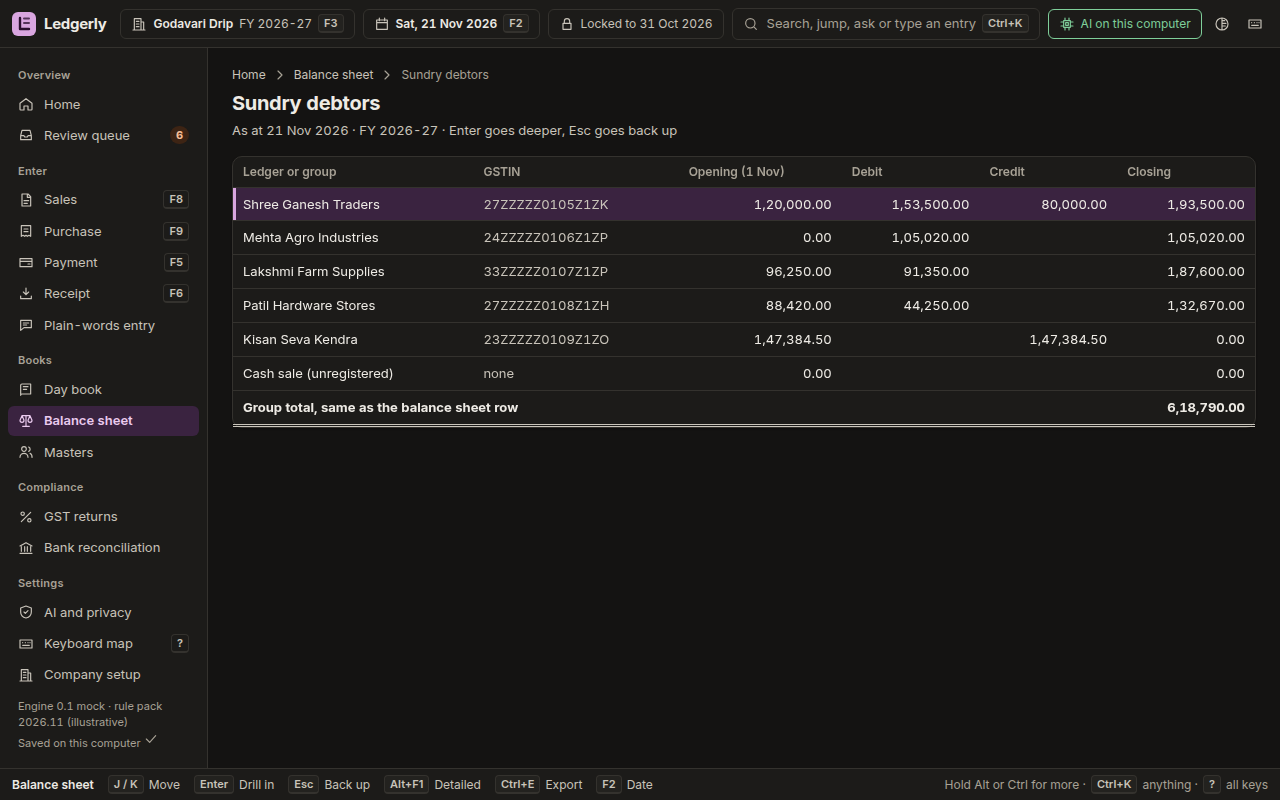 Ledgerly
Godavari Drip FY 2026-27 F3
Sat, 21 Nov 2026 F2
Locked to 31 Oct 2026
Search, jump, ask or type an entry Ctrl+K
AI on this computer
Overview
Home
Review queue 6
Enter
Sales F8
Purchase F9
Payment F5
Receipt F6
Plain-words entry
Books
Day book
Balance sheet
Masters
Compliance
GST returns
Bank reconciliation
Settings
AI and privacy
Keyboard map ?
Company setup
Engine 0.1 mock · rule pack
2026.11 (illustrative)
Saved on this computer
Home > Balance sheet > Sundry debtors
Sundry debtors
As at 21 Nov 2026 · FY 2026-27 · Enter goes deeper, Esc goes back up
Ledger or group GSTIN Opening (1 Nov) Debit Credit Closing
Shree Ganesh Traders 27ZZZZZ0105Z1ZK 1,20,000.00 1,53,500.00 80,000.00 1,93,500.00
Mehta Agro Industries 24ZZZZZ0106Z1ZP 0.00 1,05,020.00 1,05,020.00
Lakshmi Farm Supplies 33ZZZZZ0107Z1ZP 96,250.00 91,350.00 1,87,600.00
Patil Hardware Stores 27ZZZZZ0108Z1ZH 88,420.00 44,250.00 1,32,670.00
Kisan Seva Kendra 23ZZZZZ0109Z1ZO 1,47,384.50 1,47,384.50 0.00
Cash sale (unregistered) none 0.00 0.00
Group total, same as the balance sheet row 6,18,790.00
Balance sheet J / K Move Enter Drill in Esc Back up Alt+F1 Detailed Ctrl+E Export F2 Date
Hold Alt or Ctrl for more · Ctrl+K anything · ? all keys